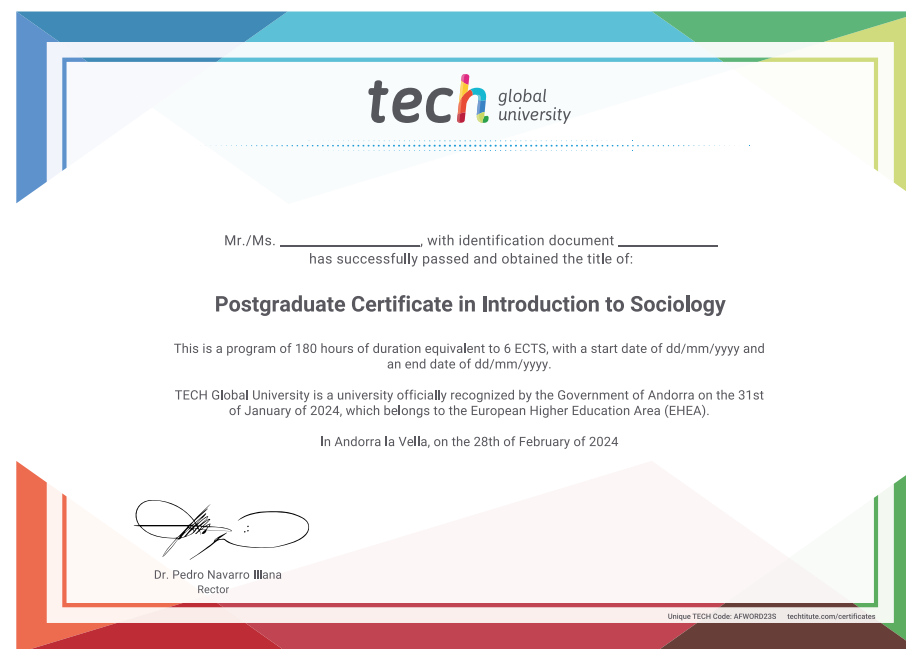 tech global university
Mr./Ms. ____________________, with identification document ______________
has successfully passed and obtained the title of:
Postgraduate Certificate in Introduction to Sociology
This is a program of 180 hours of duration equivalent to 6 ECTS, with a start date of dd/mm/yyyy and
an end date of dd/mm/yyyy.
TECH Global University is a university officially recognized by the Government of Andorra on the 31st
of January of 2024, which belongs to the European Higher Education Area (EHEA).
In Andorra la Vella, on the 28th of February of 2024
Dr. Pedro Navarro Illana
Rector
Unique TECH Code: AFWORD23S techtitute.com/certificates